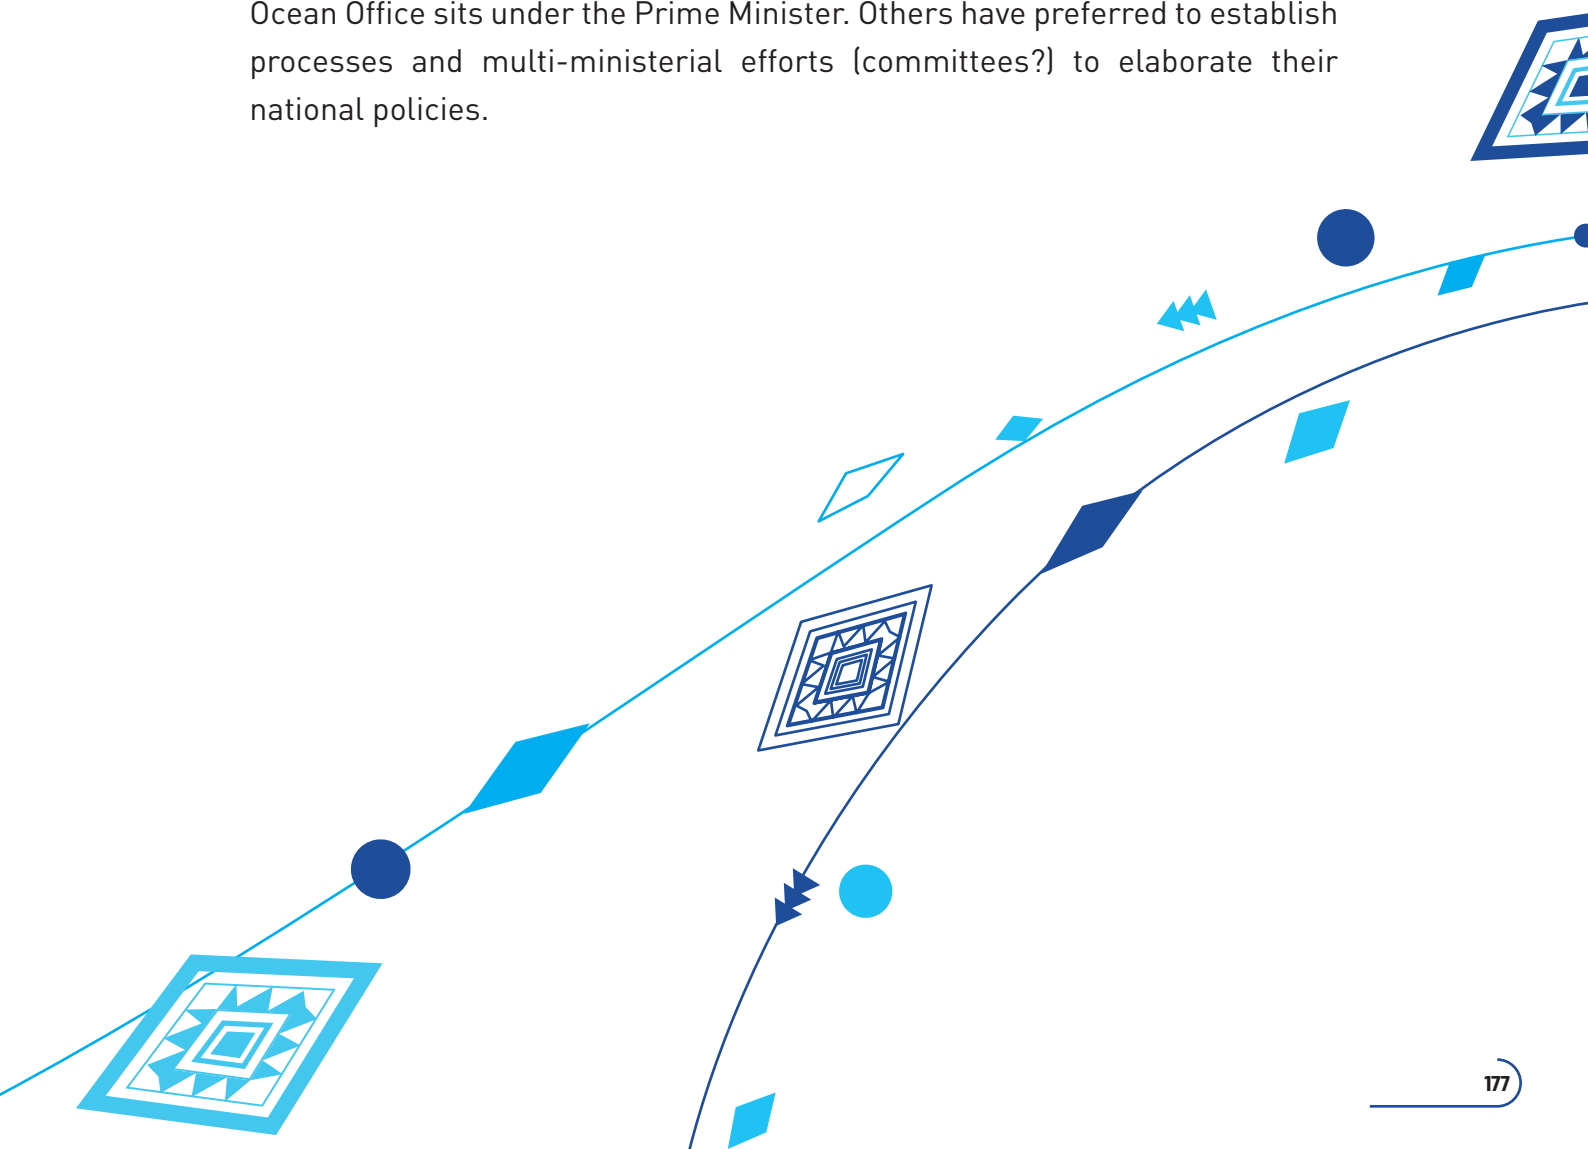 Ocean Office sits under the Prime Minister. Others have preferred to establish
processes and multi-ministerial efforts (committees?) to elaborate their
national policies.
177